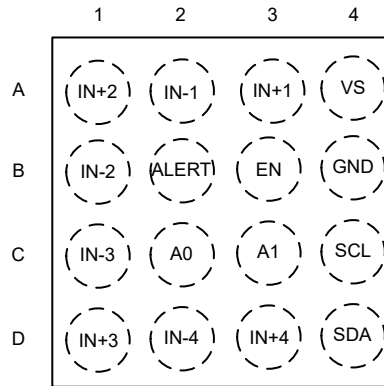 1 2 3 4
A IN+2 IN-1 IN+1 VS
B IN-2 ALERT EN GND
C IN-3 A0 A1 SCL
D IN+3 IN-4 IN+4 SDA